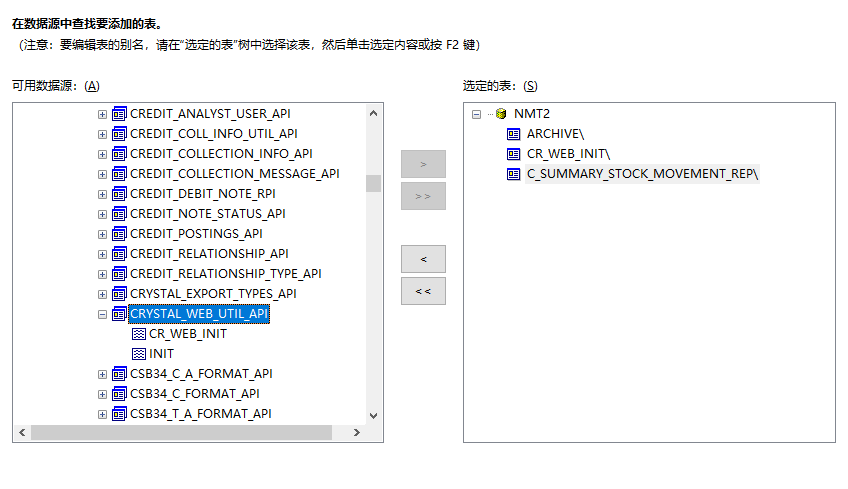 在数据源中查找要添加的表。
（注意：要编辑表的别名，请在“选定的表”树中选择该表，然后单击选定内容或按 F2 键）
可用数据源：(A)
CREDIT_ANALYST_USER_API
CREDIT_COLL_INFO_UTIL_API
CREDIT_COLLECTION_INFO_API
CREDIT_COLLECTION_MESSAGE_API
CREDIT_DEBIT_NOTE_RPI
CREDIT_NOTE_STATUS_API
CREDIT_POSTINGS_API
CREDIT_RELATIONSHIP_API
CREDIT_RELATIONSHIP_TYPE_API
CRYSTAL_EXPORT_TYPES_API
CRYSTAL_WEB_UTIL_API
CR_WEB_INIT
INIT
CSB34_C_A_FORMAT_API
CSB34_C_FORMAT_API
CSB34_T_A_FORMAT_API
>
>>
<
<<
选定的表：(S)
NMT2
ARCHIVE\
CR_WEB_INIT\
C_SUMMARY_STOCK_MOVEMENT_REP\